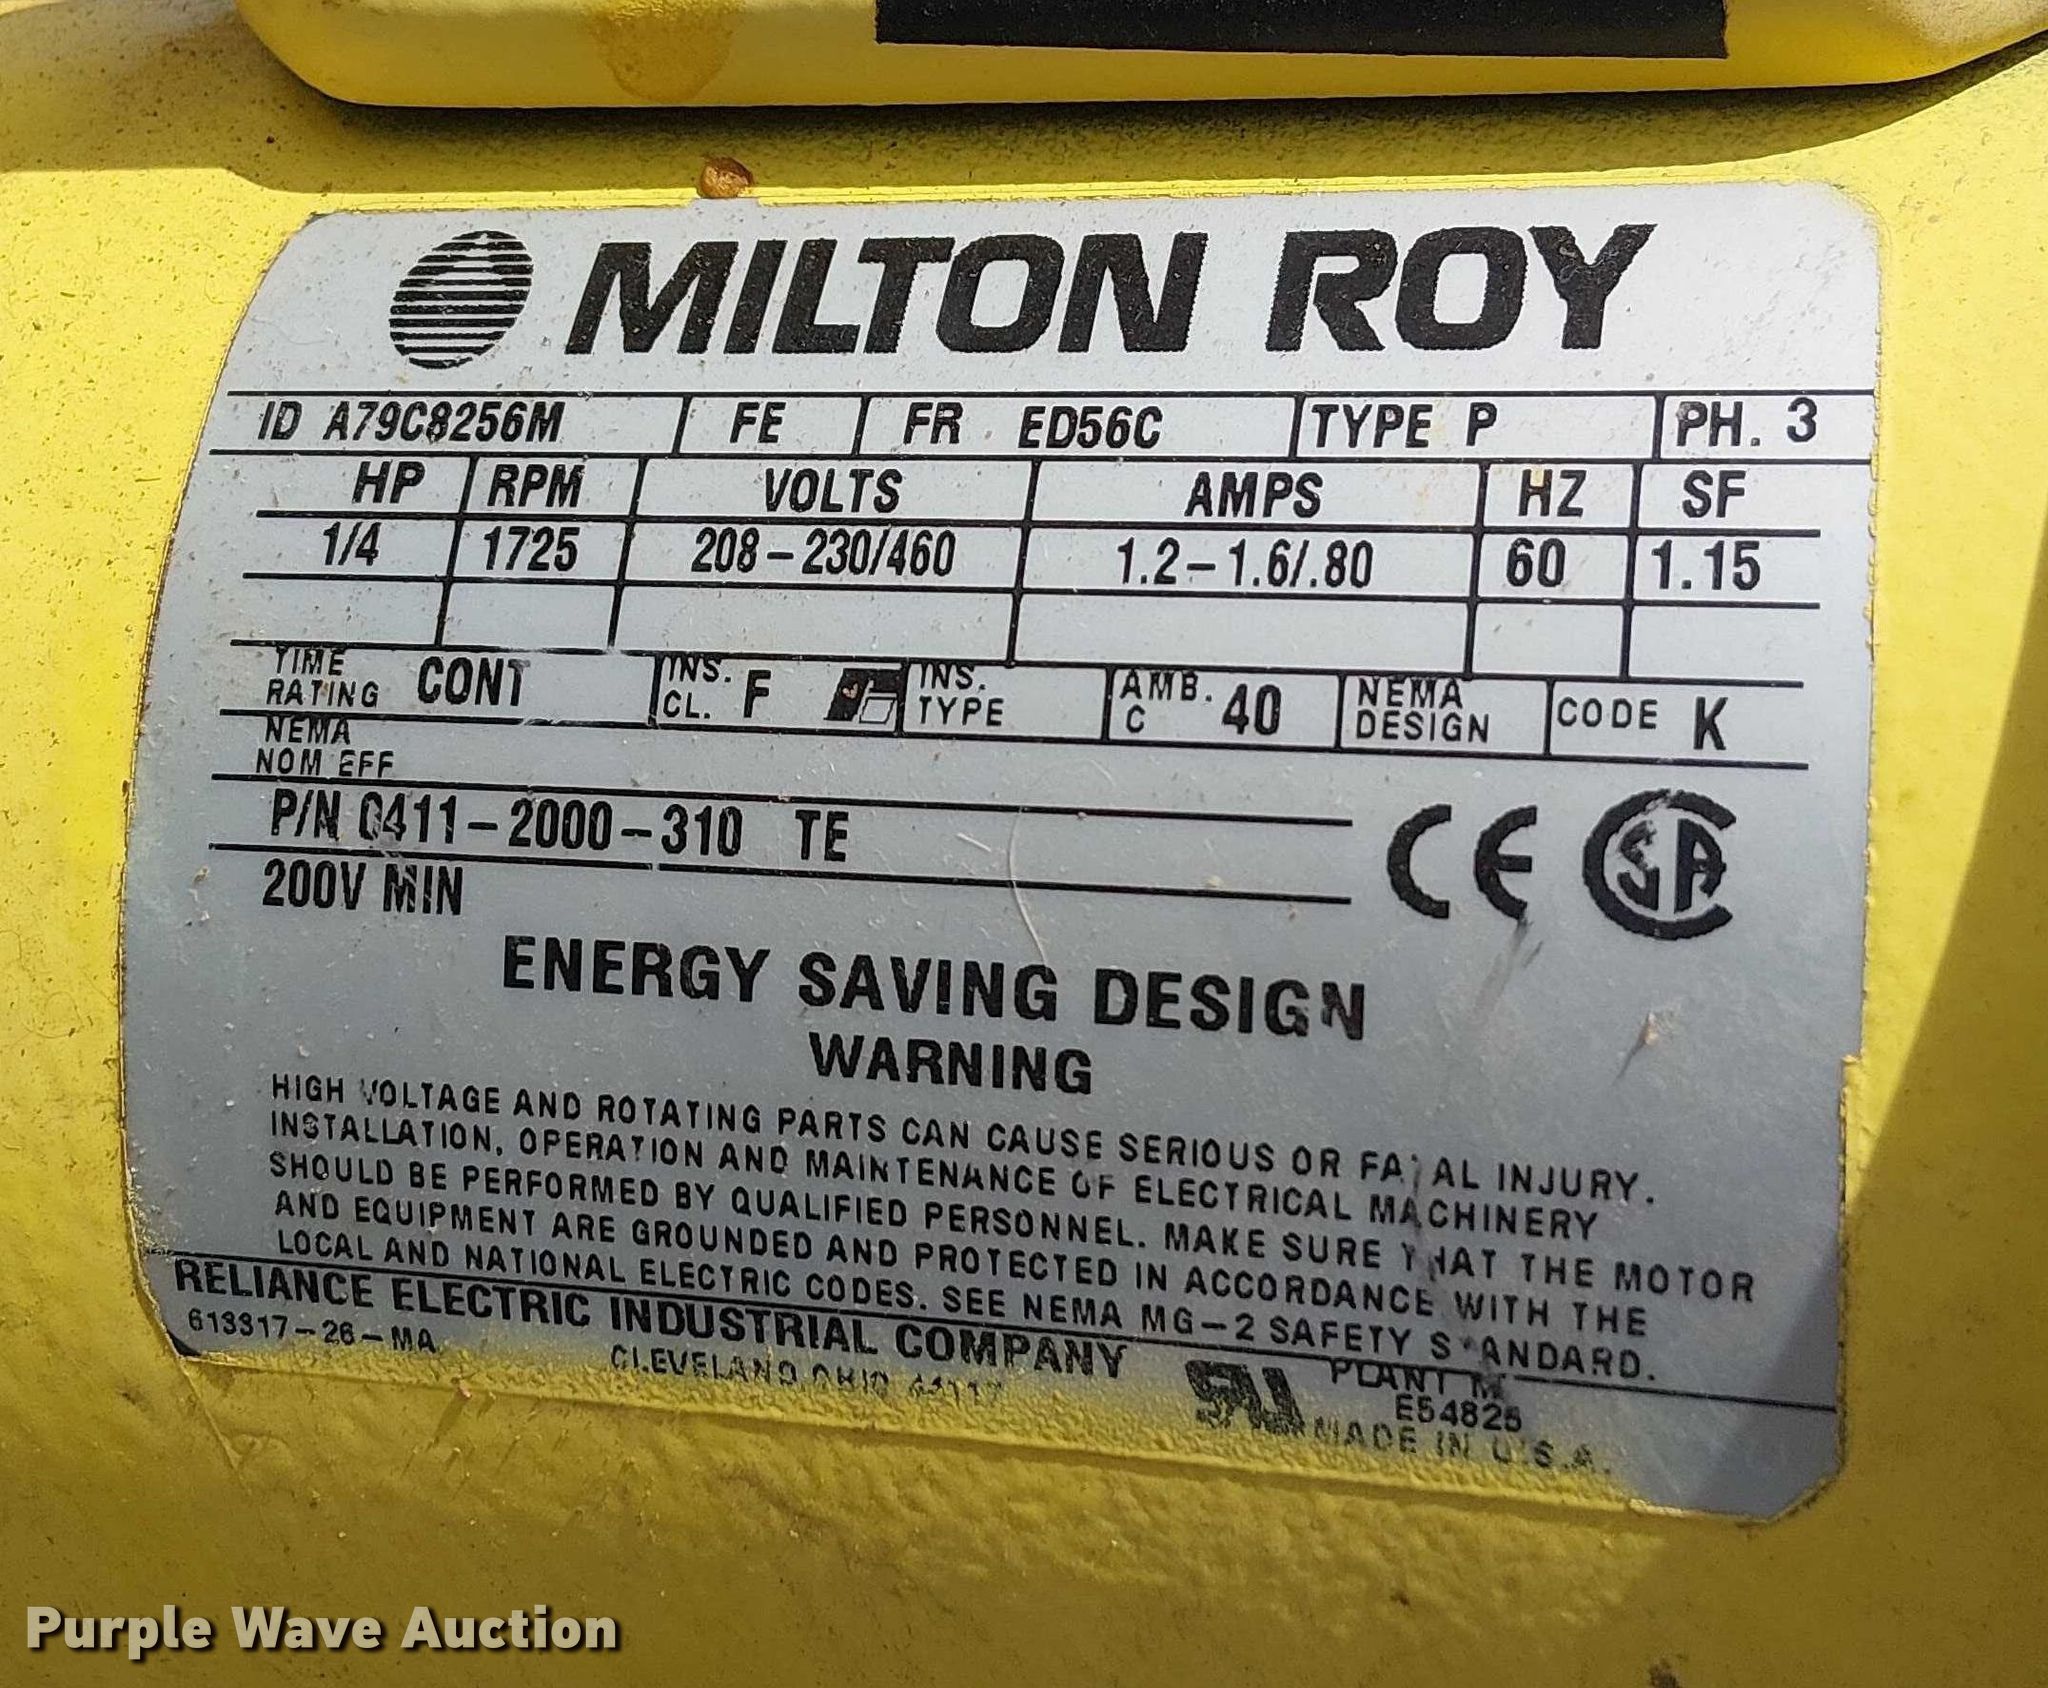 MILTON ROY
ID A79C8256M FE FR ED56C TYPE P PH. 3
HP RPM VOLTS AMPS HZ SF
1/4 1725 208-230/460 1.2-1.6/.80 60 1.15
TIME RATING CONT INS. CL. F INS. TYPE AMB. C 40 NEMA DESIGN CODE K
NEMA
NOM EFF
P/N 0411-2000-310 TE
200V MIN
CE SA
ENERGY SAVING DESIGN
WARNING
HIGH VOLTAGE AND ROTATING PARTS CAN CAUSE SERIOUS OR FATAL INJURY.
INSTALLATION, OPERATION AND MAINTENANCE OF ELECTRICAL MACHINERY
SHOULD BE PERFORMED BY QUALIFIED PERSONNEL. MAKE SURE THAT THE MOTOR
AND EQUIPMENT ARE GROUNDED AND PROTECTED IN ACCORDANCE WITH THE
LOCAL AND NATIONAL ELECTRIC CODES. SEE NEMA MG-2 SAFETY STANDARD.
RELIANCE ELECTRIC INDUSTRIAL COMPANY
613317-26-MA CLEVELAND, OHIO 44117
PLANT M
E54825
MADE IN U.S.A.
Purple Wave Auction